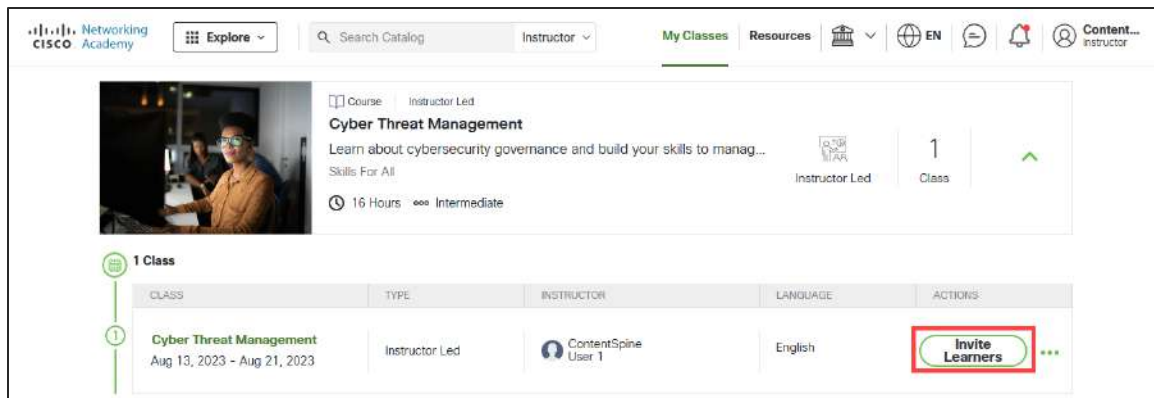 Networking
CISCO Academy
Explore
Search Catalog
Instructor
My Classes
Resources
EN
Content...
Instructor
Course
Instructor Led
Cyber Threat Management
Learn about cybersecurity governance and build your skills to manag...
Skills For All
16 Hours
Intermediate
Instructor Led
1
Class
1 Class
CLASS
TYPE
INSTRUCTOR
LANGUAGE
ACTIONS
1
Cyber Threat Management
Aug 13, 2023 - Aug 21, 2023
Instructor Led
ContentSpine
User 1
English
Invite
Learners